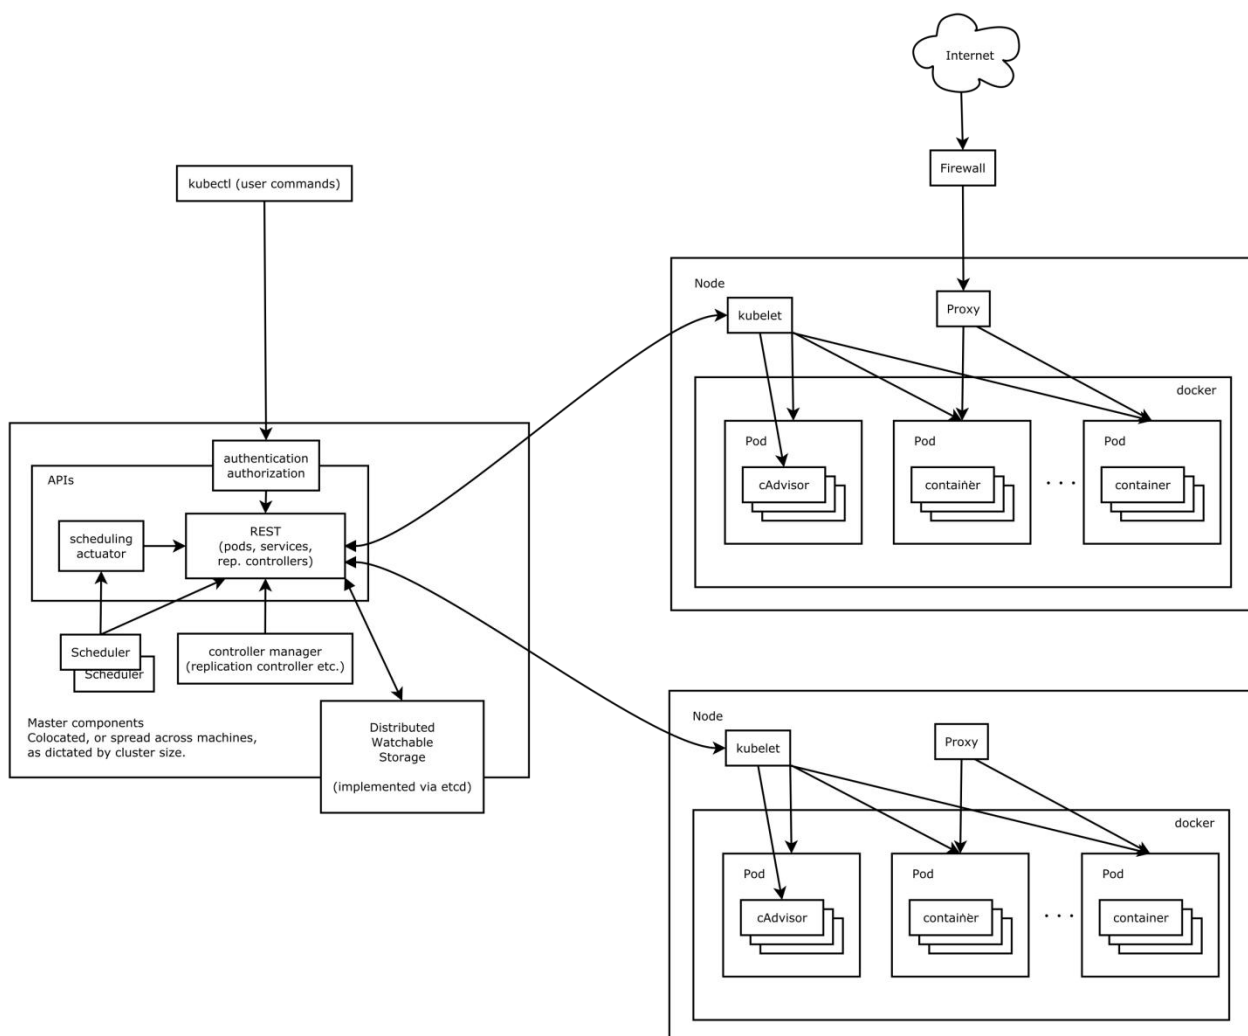 Internet
Firewall
kubectl (user commands)
Node
kubelet
Proxy
docker
Pod
Pod
Pod
cAdvisor
container
. . .
container
authentication
authorization
APIs
REST
(pods, services,
rep. controllers)
scheduling
actuator
Scheduler
Scheduler
controller manager
(replication controller etc.)
Master components
Colocated, or spread across machines,
as dictated by cluster size.
Distributed
Watchable
Storage
(implemented via etcd)
Node
kubelet
Proxy
docker
Pod
Pod
Pod
cAdvisor
container
. . .
container